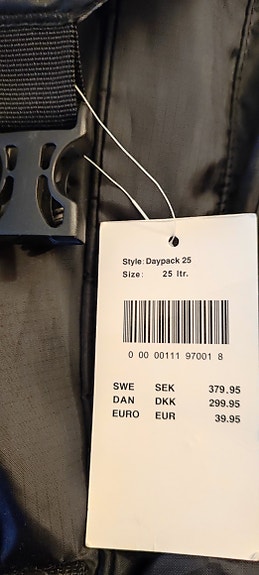 Style: Daypack 25
Size: 25 ltr.
0 00 00111 97001 8
SWE SEK 379.95
DAN DKK 299.95
EURO EUR 39.95